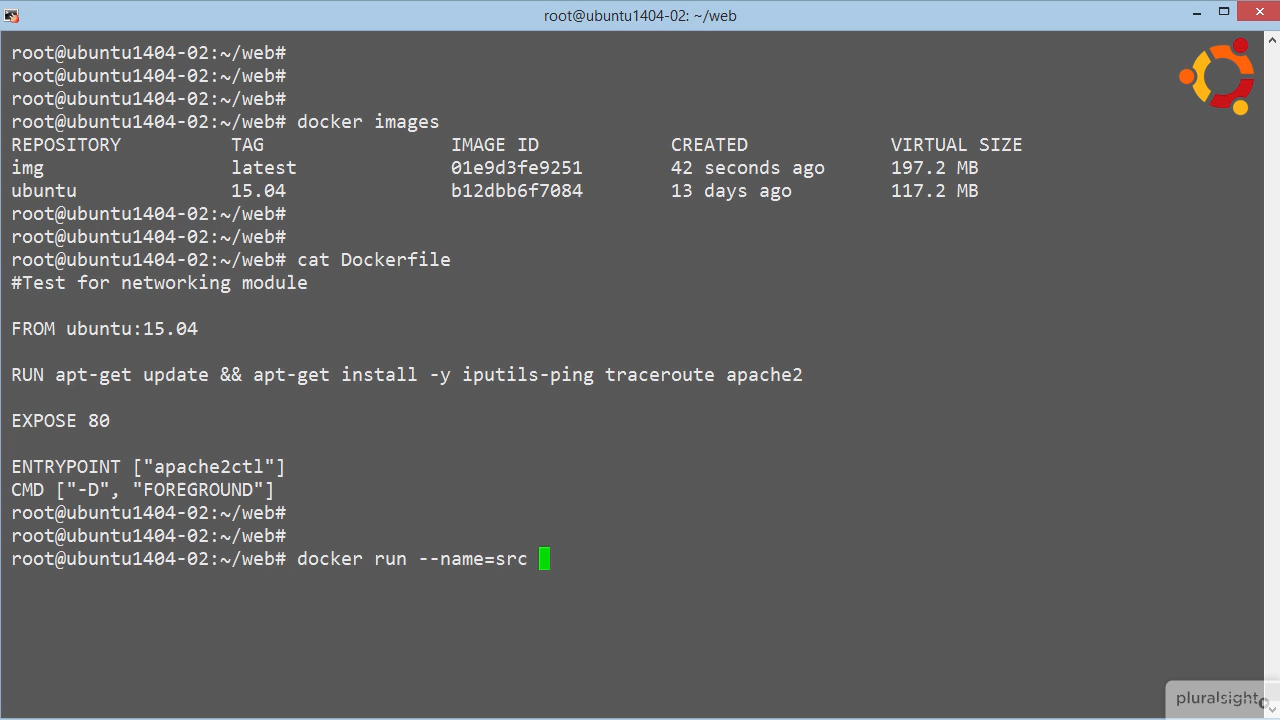 root@ubuntu1404-02: ~/web
root@ubuntu1404-02:~/web#
root@ubuntu1404-02:~/web#
root@ubuntu1404-02:~/web#
root@ubuntu1404-02:~/web# docker images
REPOSITORY TAG IMAGE ID CREATED VIRTUAL SIZE
img latest 01e9d3fe9251 42 seconds ago 197.2 MB
ubuntu 15.04 b12dbb6f7084 13 days ago 117.2 MB
root@ubuntu1404-02:~/web#
root@ubuntu1404-02:~/web#
root@ubuntu1404-02:~/web# cat Dockerfile
#Test for networking module
FROM ubuntu:15.04
RUN apt-get update && apt-get install -y iputils-ping traceroute apache2
EXPOSE 80
ENTRYPOINT ["apache2ctl"]
CMD ["-D", "FOREGROUND"]
root@ubuntu1404-02:~/web#
root@ubuntu1404-02:~/web#
root@ubuntu1404-02:~/web# docker run --name=src
pluralsight